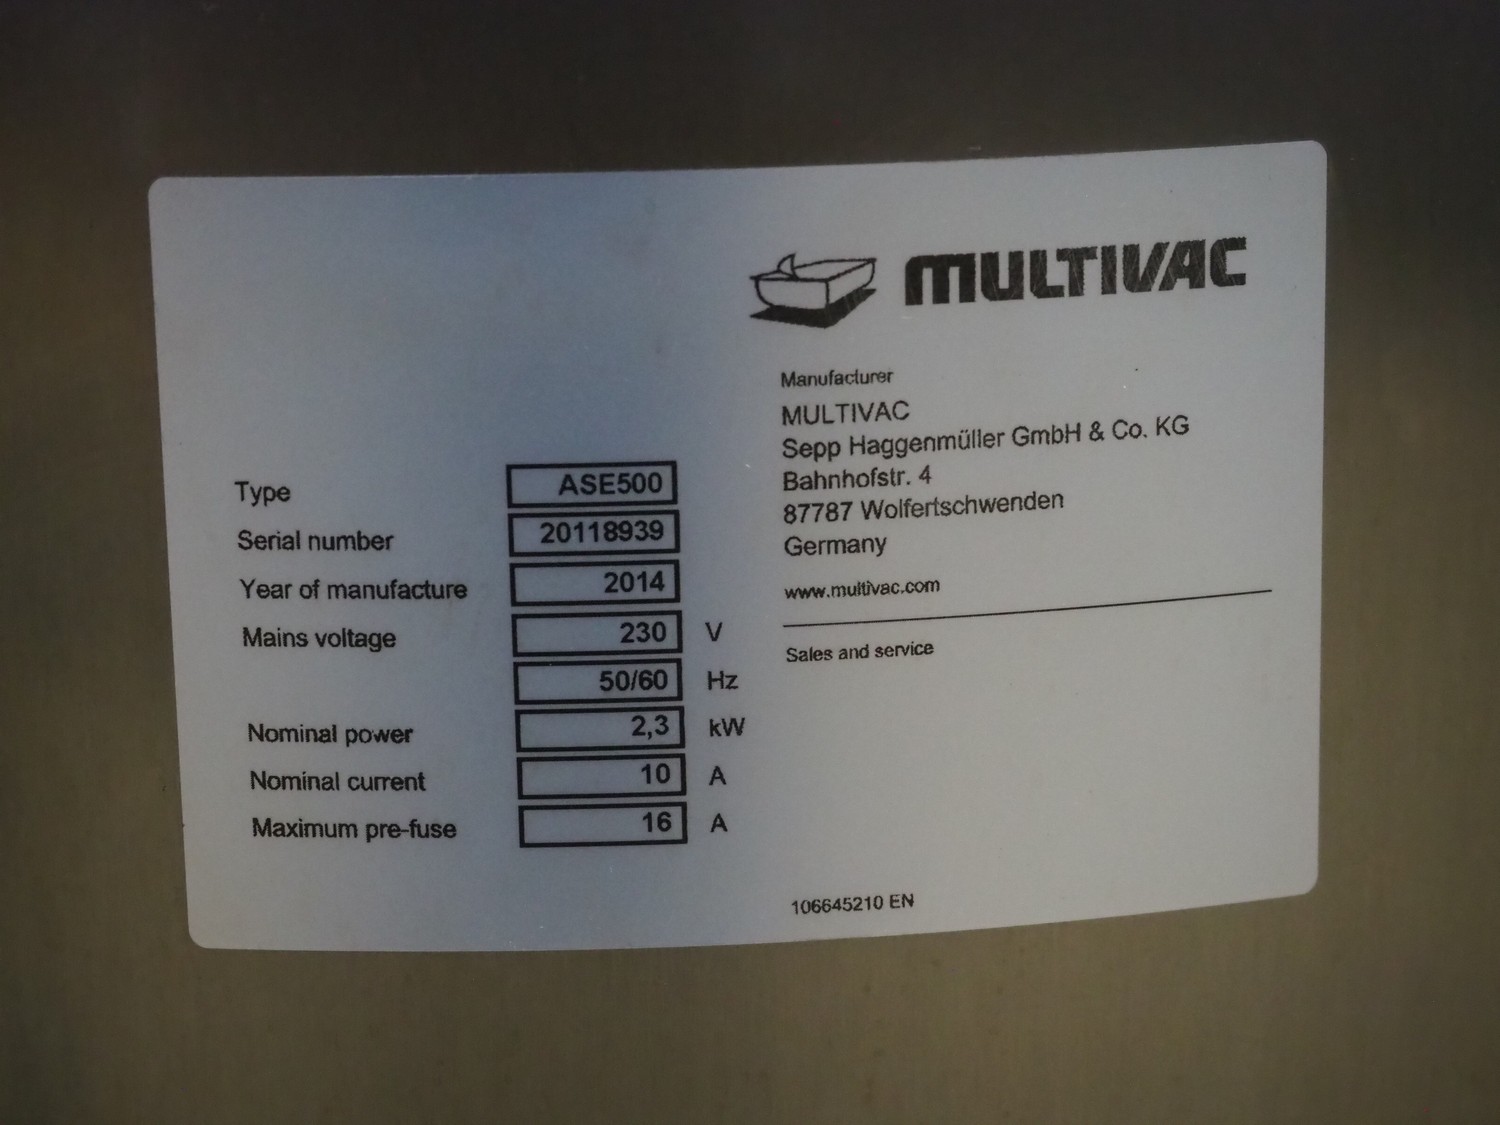 MULTIVAC
Manufacturer
MULTIVAC
Sepp Haggenmüller GmbH & Co. KG
Bahnhofstr. 4
87787 Wolfertschwenden
Germany
www.multivac.com
Sales and service
Type ASE500
Serial number 20118939
Year of manufacture 2014
Mains voltage 230 V
50/60 Hz
Nominal power 2,3 kW
Nominal current 10 A
Maximum pre-fuse 16 A
106645210 EN